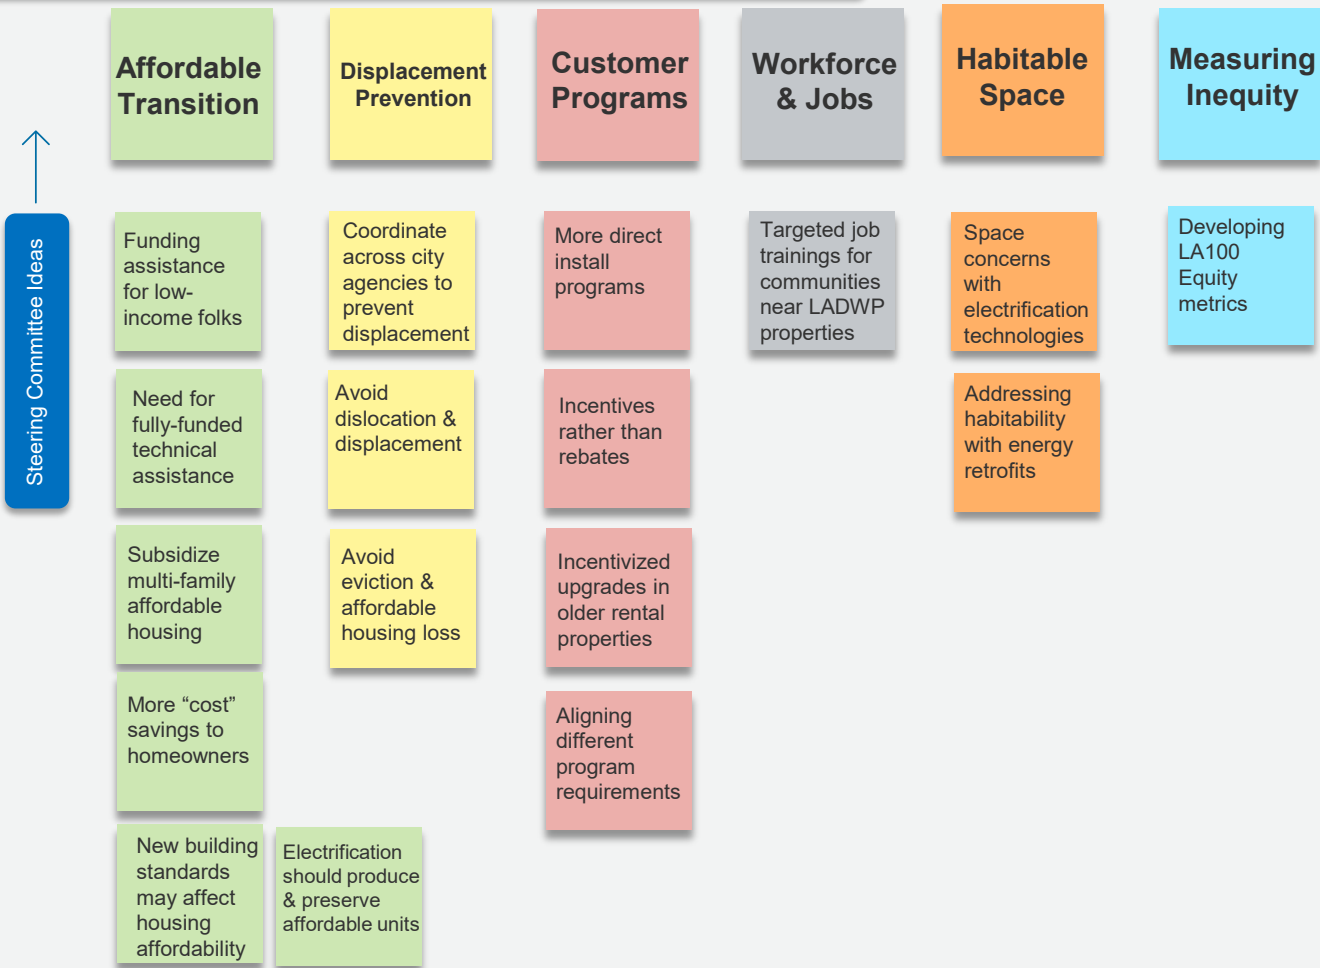 Affordable
Transition
Displacement
Prevention
Customer
Programs
Workforce
& Jobs
Habitable
Space
Measuring
Inequity
Steering Committee Ideas
Funding
assistance
for low-
income folks
Need for
fully-funded
technical
assistance
Subsidize
multi-family
affordable
housing
More “cost”
savings to
homeowners
New building
standards
may affect
housing
affordability
Electrification
should produce
& preserve
affordable units
Coordinate
across city
agencies to
prevent
displacement
Avoid
dislocation &
displacement
Avoid
eviction &
affordable
housing loss
More direct
install
programs
Incentives
rather than
rebates
Incentivized
upgrades in
older rental
properties
Aligning
different
program
requirements
Targeted job
trainings for
communities
near LADWP
properties
Space
concerns
with
electrification
technologies
Addressing
habitability
with energy
retrofits
Developing
LA100
Equity
metrics